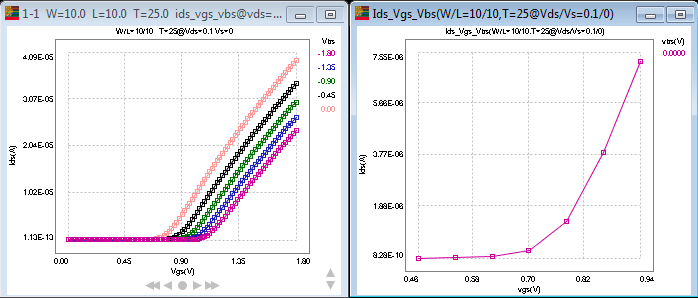 1-1 W=10.0 L=10.0 T=25.0 ids_vgs_vbs@vds=...
W/L=10/10 T=25@Vds=0.1 Vs=0
Vbs
-1.80
-1.35
-0.90
-0.45
0.00
4.09E-05
3.07E-05
2.04E-05
1.02E-05
1.13E-13
Ids(A)
0.00 0.45 0.90 1.35 1.80
Vgs(V)
Ids_Vgs_Vbs(W/L=10/10,T=25@Vds/Vs=0.1/0)
Ids_Vgs_Vbs(W/L=10/10,T=25@Vds/Vs=0.1/0)
vbs(V)
0.0000
7.55E-06
5.66E-06
3.77E-06
1.88E-06
8.28E-10
Ids(A)
0.46 0.58 0.70 0.82 0.94
vgs(V)